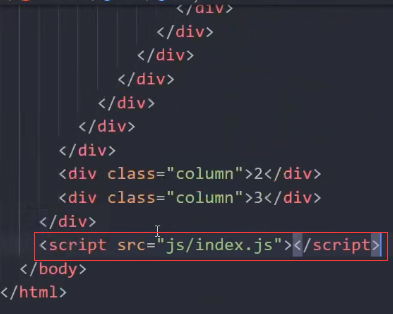 </div>
</div>
</div>
</div>
</div>
</div>
</div>
<div class="column">2</div>
<div class="column">3</div>
</div>
<script src="js/index.js"></script>
</body>
</html>